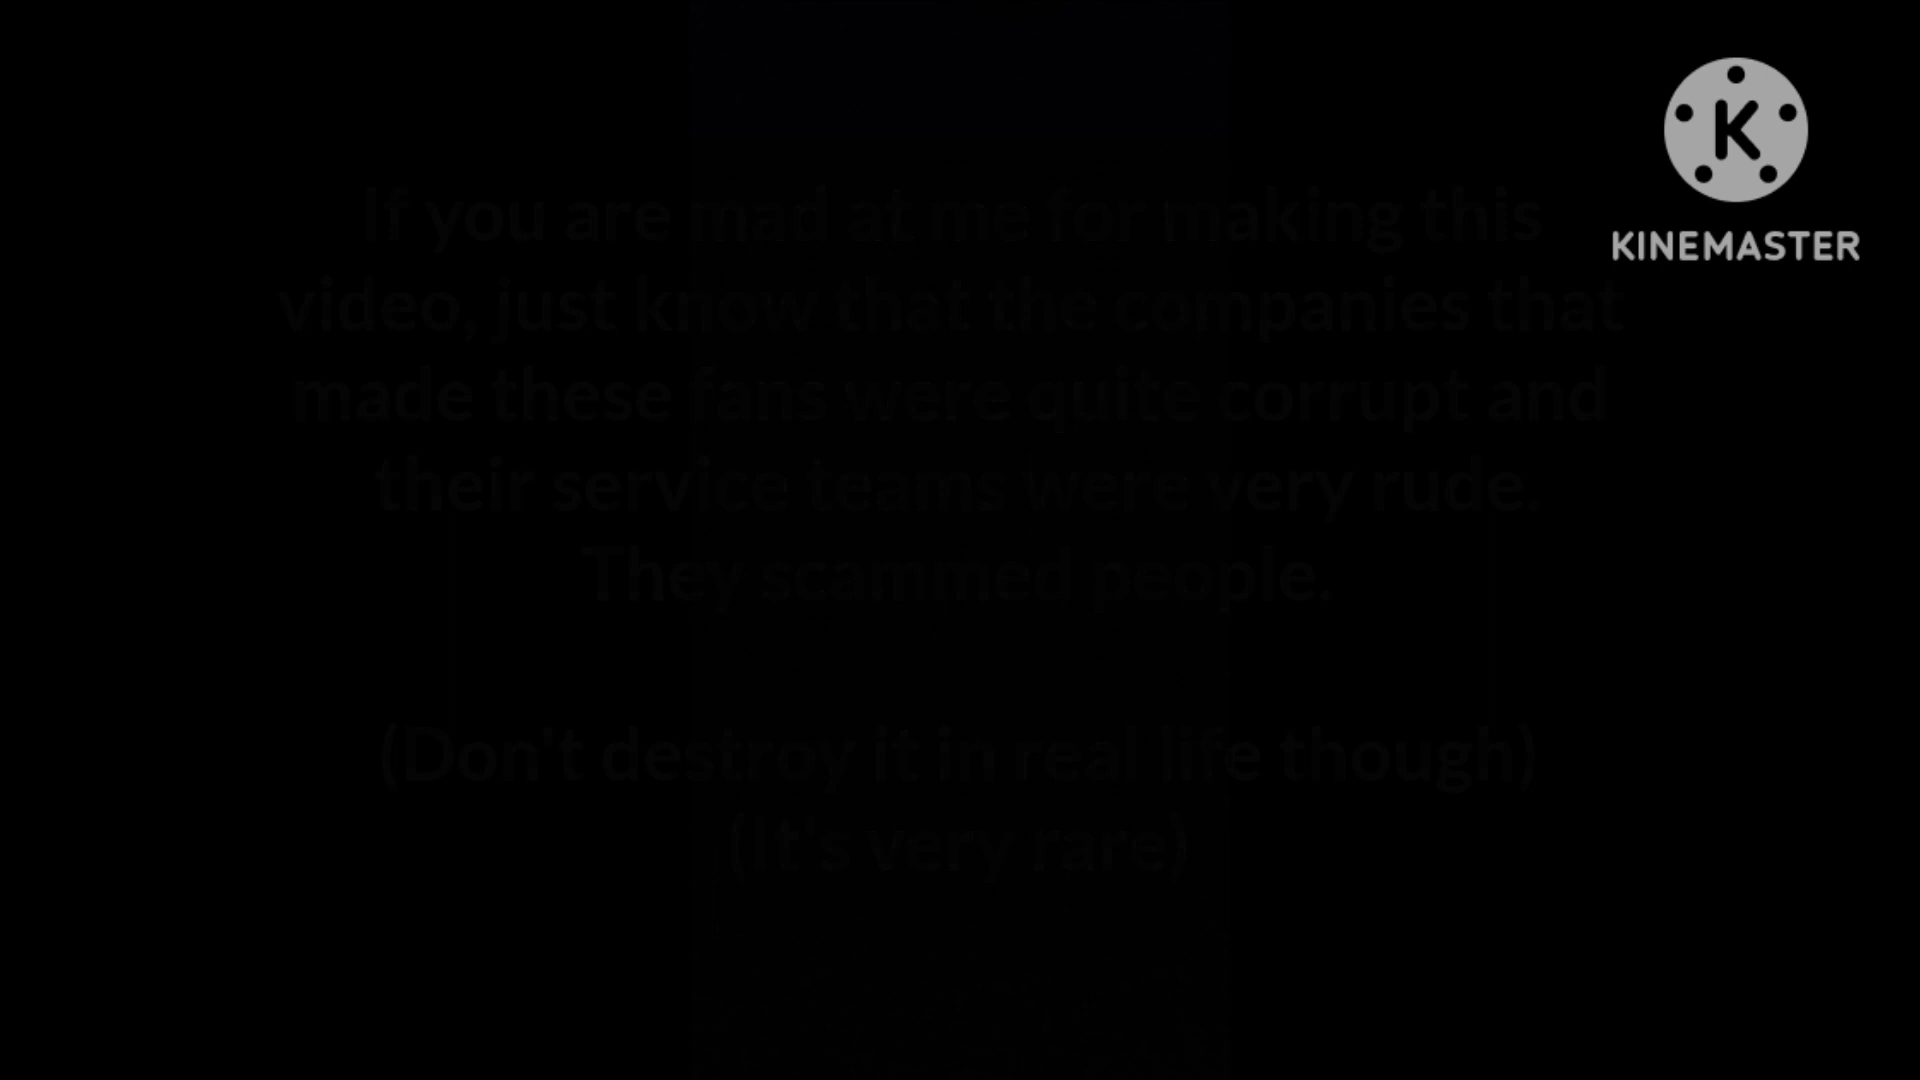 K
KINEMASTER
If you are mad at me for making this
video, just know that the companies that
made these fans were quite corrupt and
their service teams were very rude.
They scammed people.
(Don't destroy it in real life though)
(It's very rare)